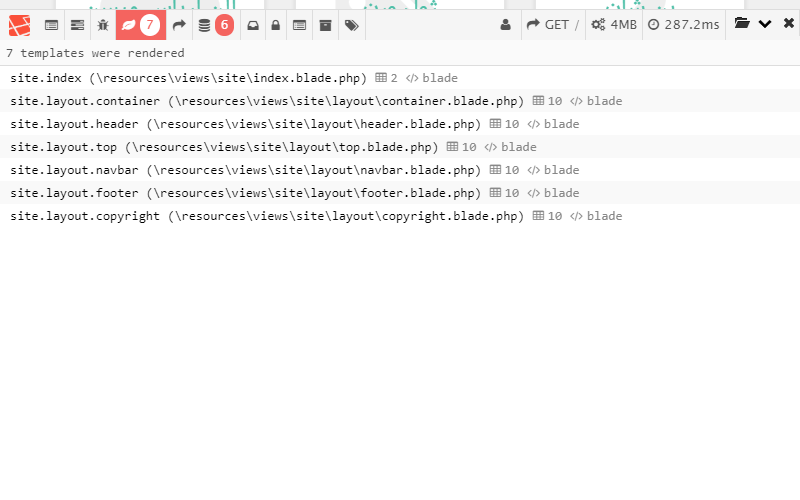 7 6 GET / 4MB 287.2ms
7 templates were rendered
site.index (\resources\views\site\index.blade.php) 2 blade
site.layout.container (\resources\views\site\layout\container.blade.php) 10 blade
site.layout.header (\resources\views\site\layout\header.blade.php) 10 blade
site.layout.top (\resources\views\site\layout\top.blade.php) 10 blade
site.layout.navbar (\resources\views\site\layout\navbar.blade.php) 10 blade
site.layout.footer (\resources\views\site\layout\footer.blade.php) 10 blade
site.layout.copyright (\resources\views\site\layout\copyright.blade.php) 10 blade